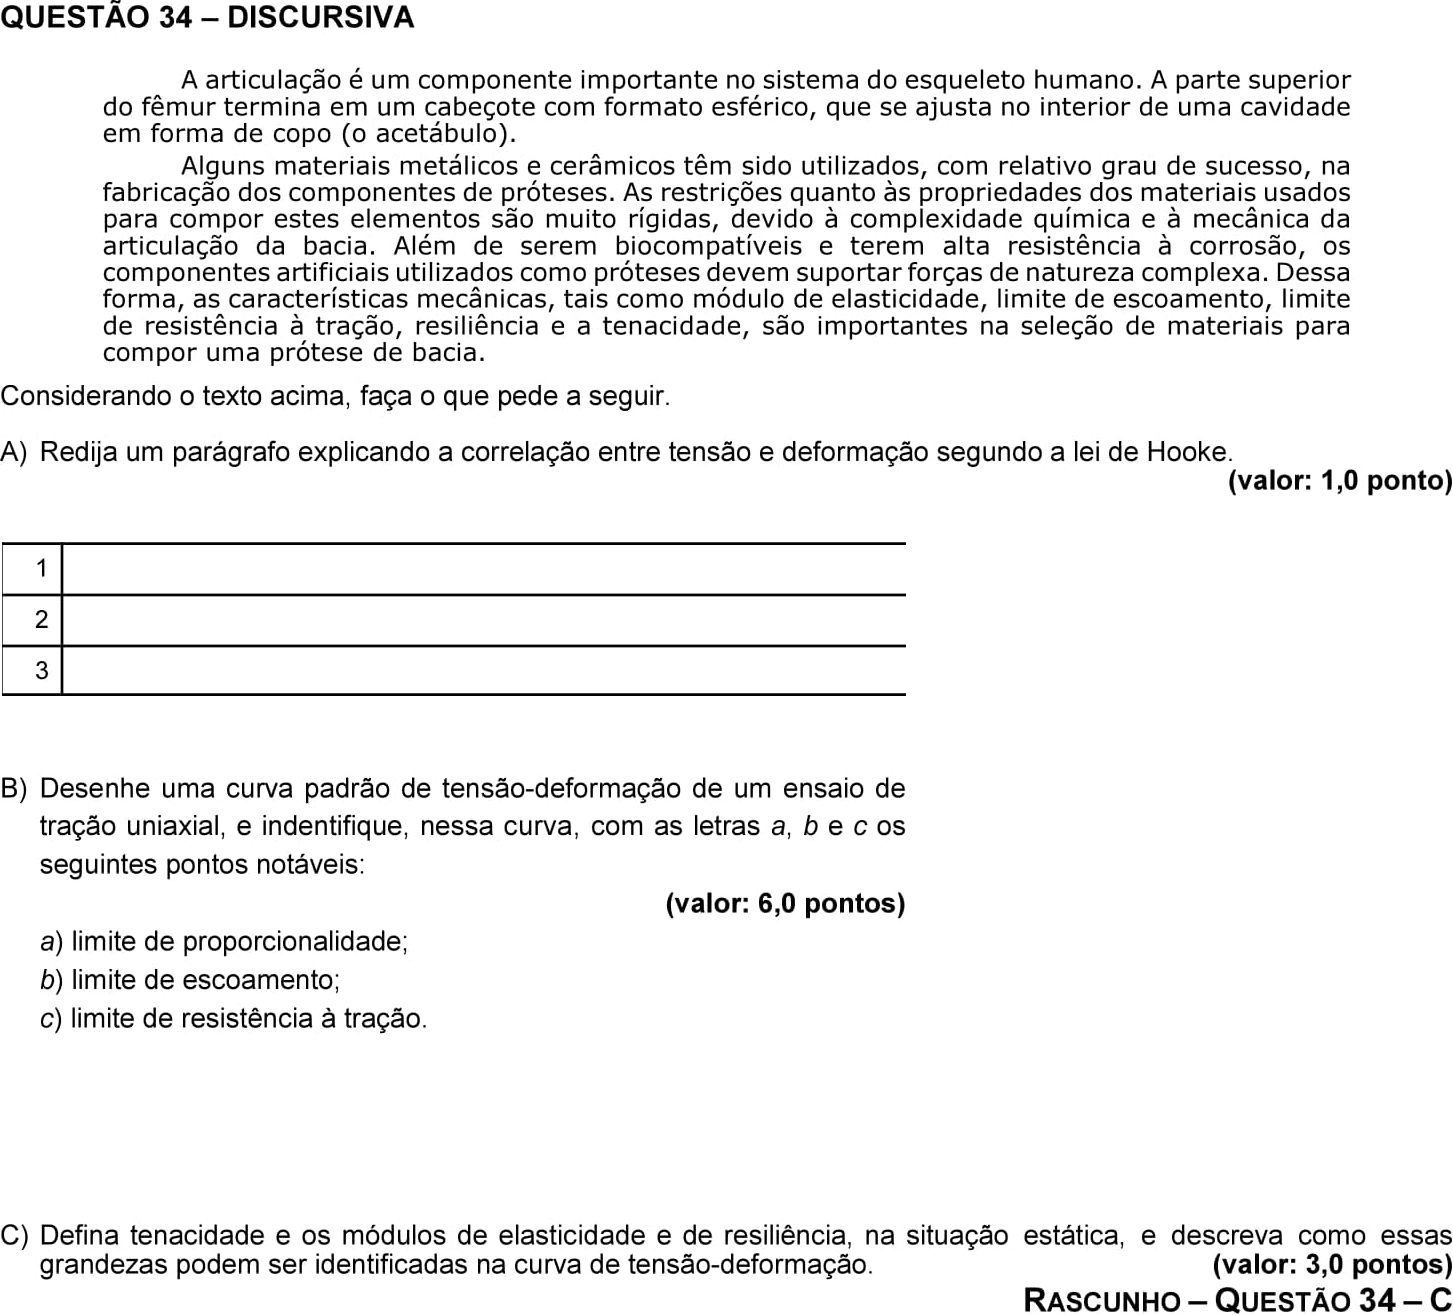 QUESTÃO 34 – DISCURSIVA
A articulação é um componente importante no sistema do esqueleto humano. A parte superior
do fêmur termina em um cabeçote com formato esférico, que se ajusta no interior de uma cavidade
em forma de copo (o acetábulo).
Alguns materiais metálicos e cerâmicos têm sido utilizados, com relativo grau de sucesso, na
fabricação dos componentes de próteses. As restrições quanto às propriedades dos materiais usados
para compor estes elementos são muito rígidas, devido à complexidade química e à mecânica da
articulação da bacia. Além de serem biocompatíveis e terem alta resistência à corrosão, os
componentes artificiais utilizados como próteses devem suportar forças de natureza complexa. Dessa
forma, as características mecânicas, tais como módulo de elasticidade, limite de escoamento, limite
de resistência à tração, resiliência e a tenacidade, são importantes na seleção de materiais para
compor uma prótese de bacia.
Considerando o texto acima, faça o que pede a seguir.
A) Redija um parágrafo explicando a correlação entre tensão e deformação segundo a lei de Hooke.
(valor: 1,0 ponto)
1
2
3
B) Desenhe uma curva padrão de tensão-deformação de um ensaio de
tração uniaxial, e indentifique, nessa curva, com as letras a, b e c os
seguintes pontos notáveis:
(valor: 6,0 pontos)
a) limite de proporcionalidade;
b) limite de escoamento;
c) limite de resistência à tração.
C) Defina tenacidade e os módulos de elasticidade e de resiliência, na situação estática, e descreva como essas
grandezas podem ser identificadas na curva de tensão-deformação. (valor: 3,0 pontos)
RASCUNHO – QUESTÃO 34 – C